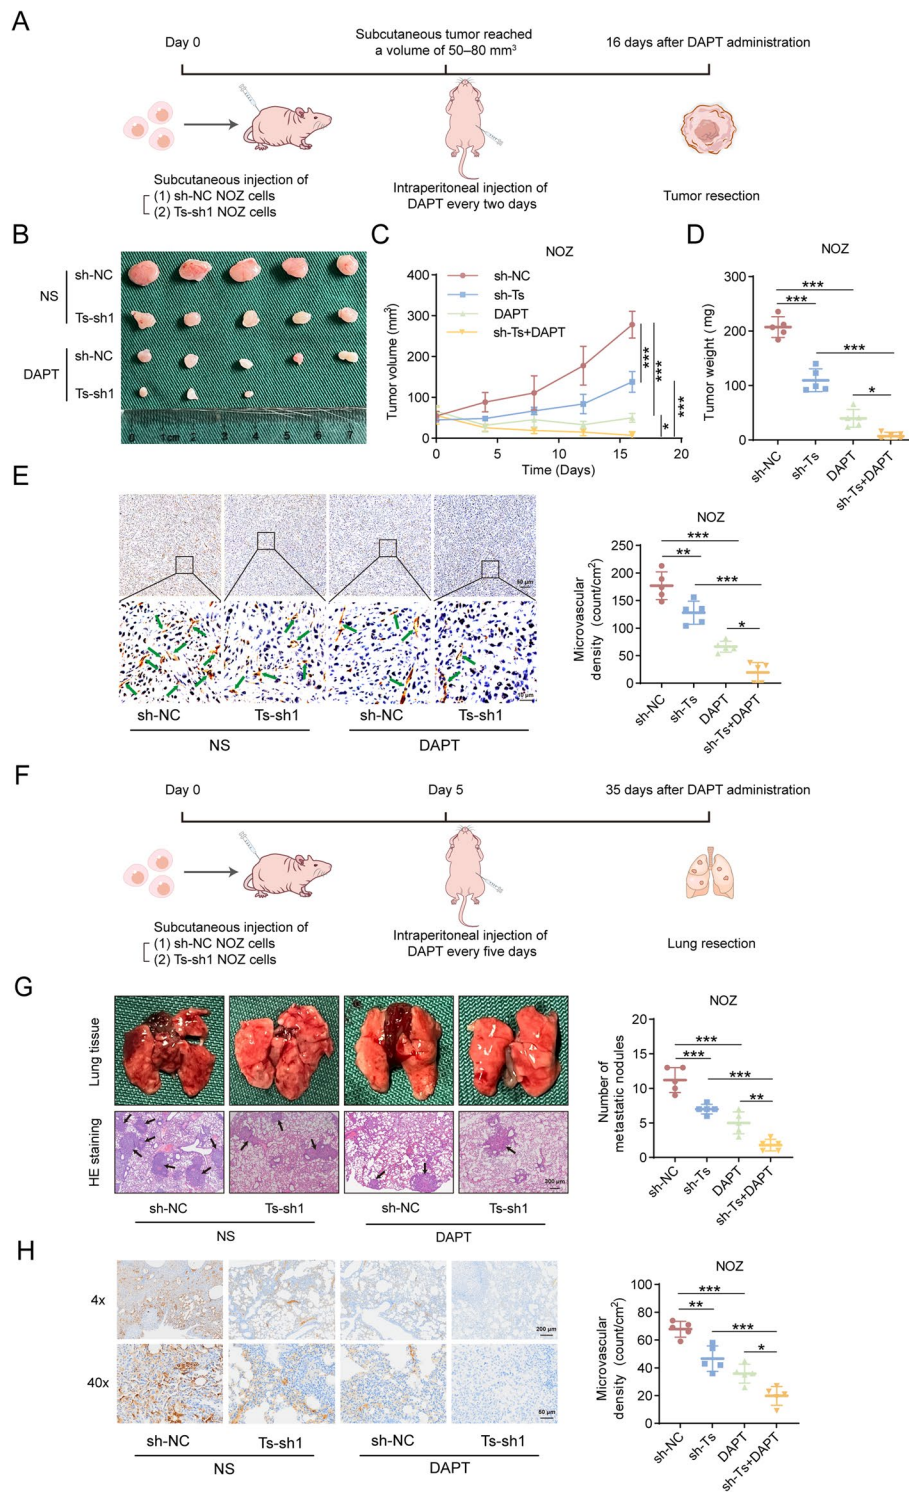 A
Day 0
Subcutaneous tumor reached
a volume of 50–80 mm³
16 days after DAPT administration
Subcutaneous injection of
(1) sh-NC NOZ cells
(2) Ts-sh1 NOZ cells
Intraperitoneal injection of
DAPT every two days
Tumor resection
B
NS
sh-NC
Ts-sh1
DAPT
sh-NC
Ts-sh1
0 1cm 2 3 4 5 6 7
C
NOZ
sh-NC
sh-Ts
DAPT
sh-Ts+DAPT
Tumor volume (mm³)
400
300
200
100
0
0 5 10 15 20
Time (Days)
***
***
***
*
D
NOZ
Tumor weight (mg)
300
200
100
0
***
***
***
*
sh-NC
sh-Ts
DAPT
sh-Ts+DAPT
E
50 μm
sh-NC
Ts-sh1
sh-NC
Ts-sh1
NS
DAPT
NOZ
Microvascular
density (count/cm²)
250
200
150
100
50
0
***
**
***
*
sh-NC
sh-Ts
DAPT
sh-Ts+DAPT
F
Day 0
Day 5
35 days after DAPT administration
Subcutaneous injection of
(1) sh-NC NOZ cells
(2) Ts-sh1 NOZ cells
Intraperitoneal injection of
DAPT every five days
Lung resection
G
Lung tissue
HE staining
200 μm
sh-NC
Ts-sh1
sh-NC
Ts-sh1
NS
DAPT
NOZ
Number of
metastatic nodules
20
15
10
5
0
***
***
***
**
sh-NC
sh-Ts
DAPT
sh-Ts+DAPT
H
4x
200 μm
40x
50 μm
sh-NC
Ts-sh1
sh-NC
Ts-sh1
NS
DAPT
NOZ
Microvascular
density (count/cm²)
100
80
60
40
20
0
***
**
***
*
sh-NC
sh-Ts
DAPT
sh-Ts+DAPT